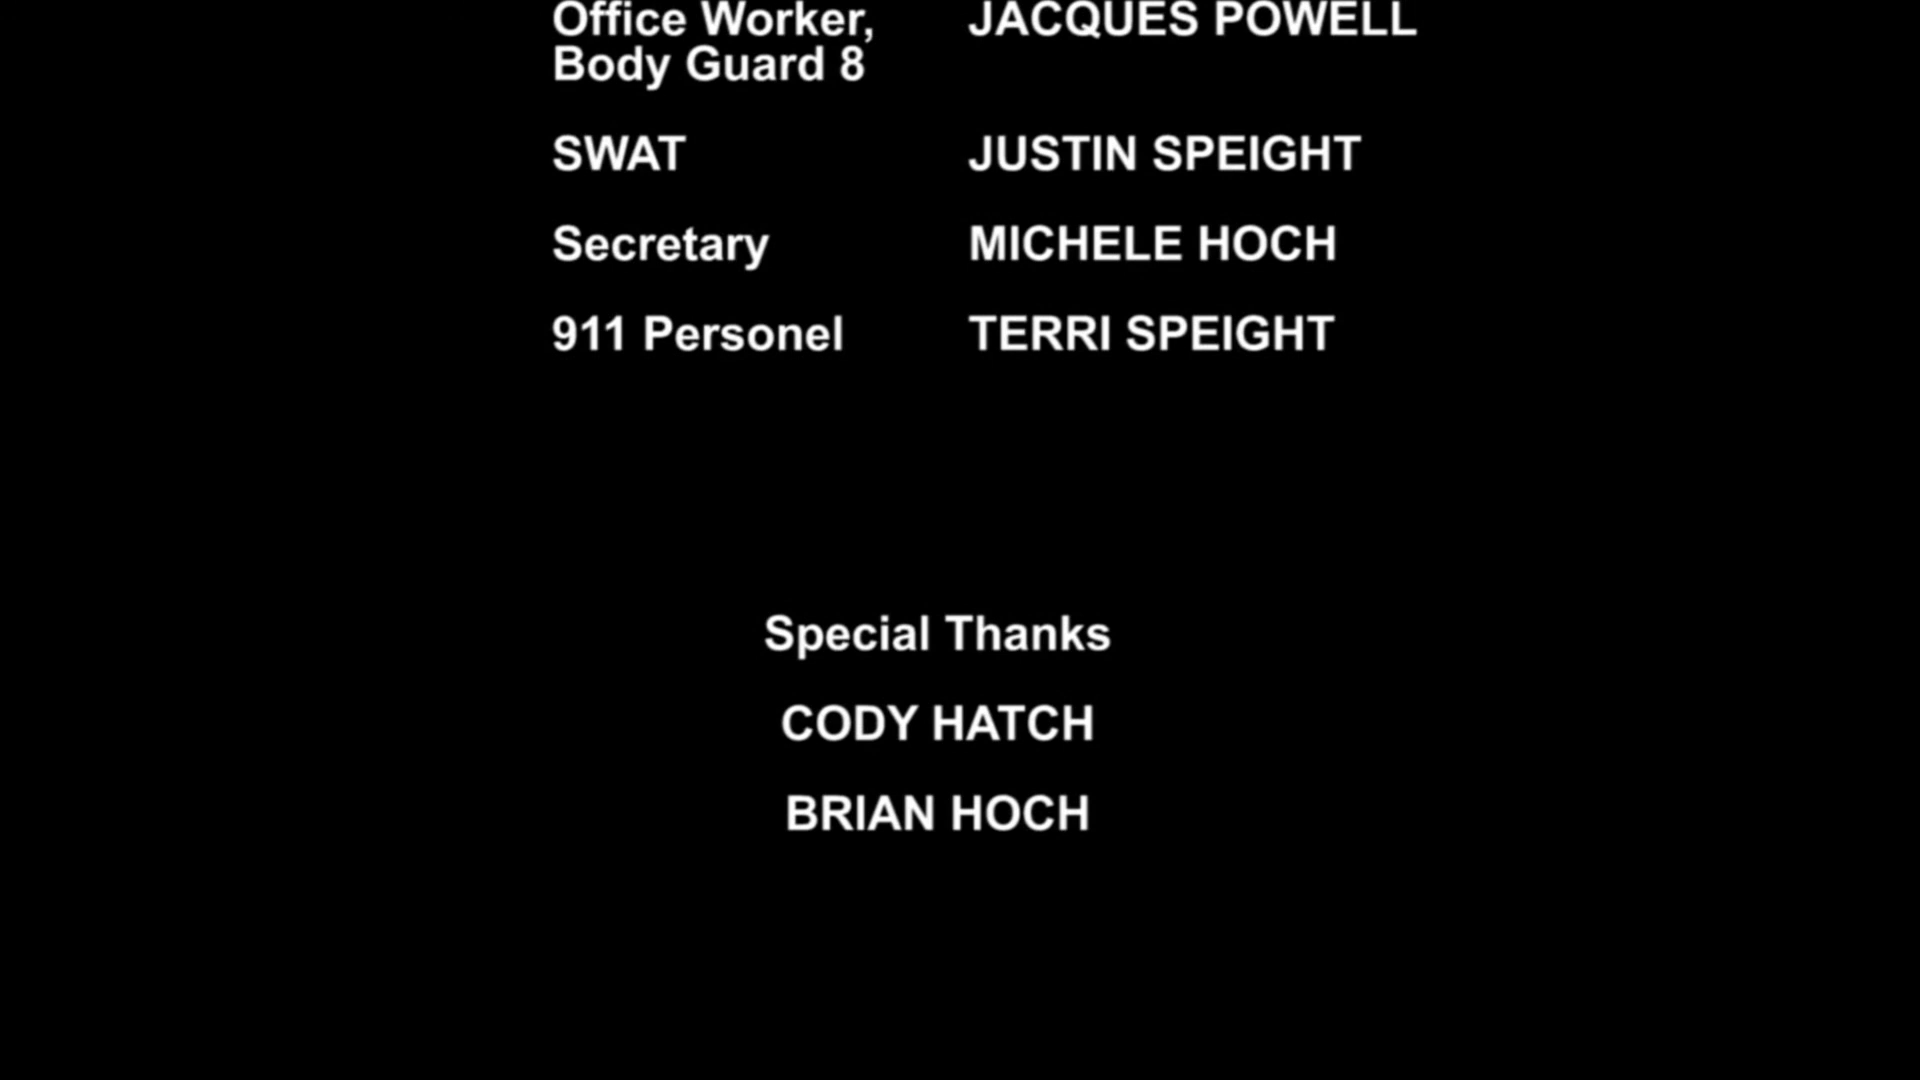 Office Worker, JACQUES POWELL
Body Guard 8
SWAT JUSTIN SPEIGHT
Secretary MICHELE HOCH
911 Personel TERRI SPEIGHT
Special Thanks
CODY HATCH
BRIAN HOCH